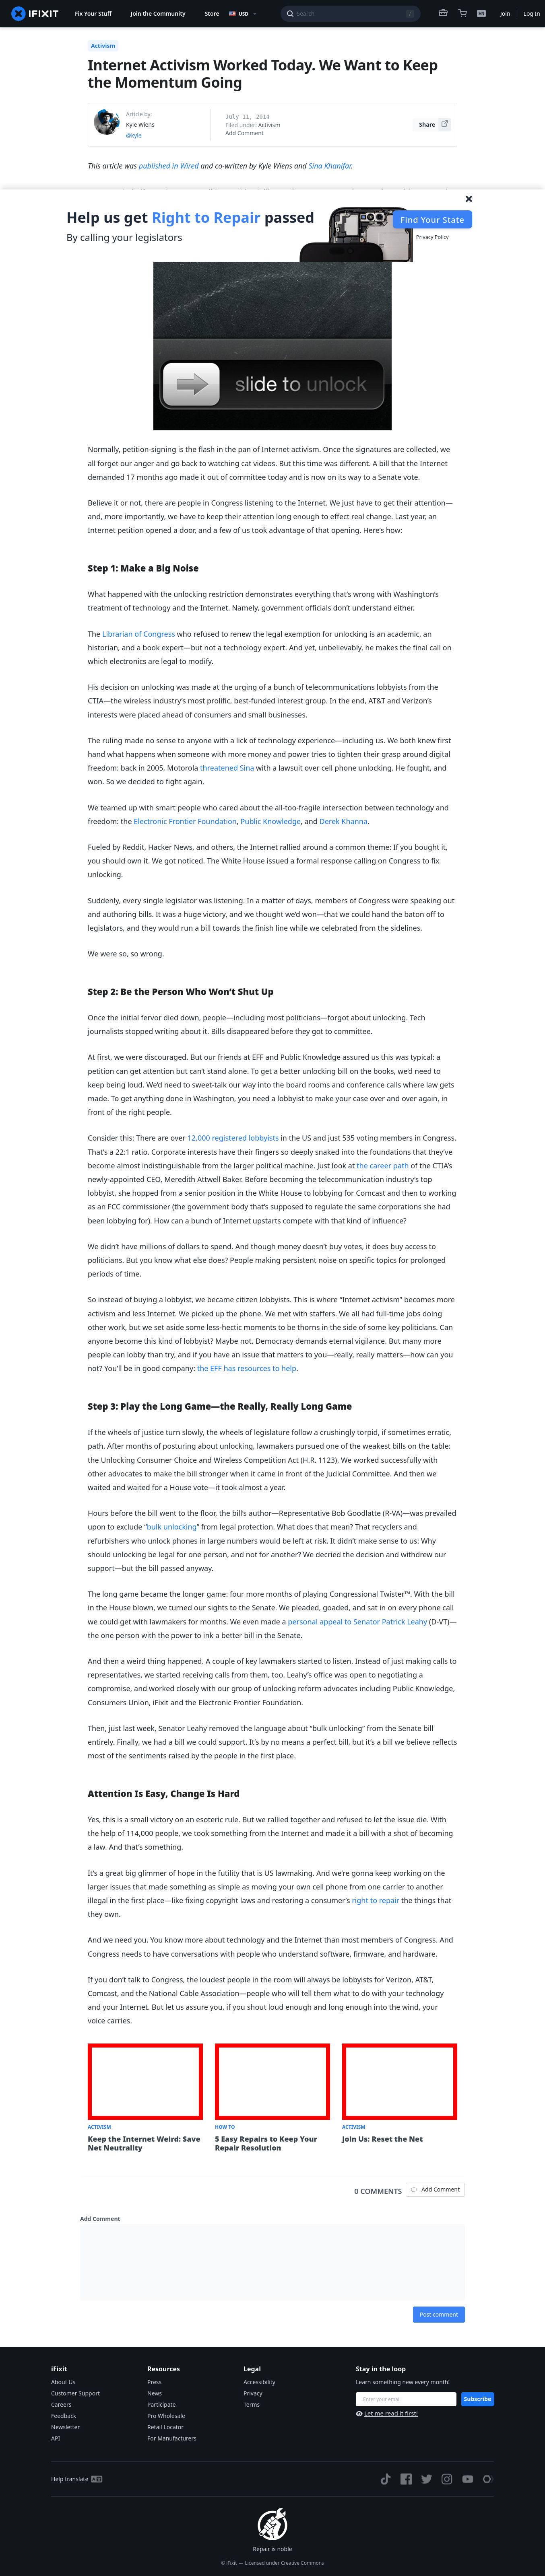 IFIXIT
Fix Your Stuff
Join the Community
Store
USD
Search
/
EN
Join
Log In
Activism
Internet Activism Worked Today. We Want to Keep
the Momentum Going
Article by:
Kyle Wiens
@kyle
July 11, 2014
Filed under: Activism
Add Comment
Share
This article was published in Wired and co-written by Kyle Wiens and Sina Khanifar.
Help us get Right to Repair passed
By calling your legislators
Find Your State
Privacy Policy
slide to unlock
Normally, petition-signing is the flash in the pan of Internet activism. Once the signatures are collected, we
all forget our anger and go back to watching cat videos. But this time was different. A bill that the Internet
demanded 17 months ago made it out of committee today and is now on its way to a Senate vote.
Believe it or not, there are people in Congress listening to the Internet. We just have to get their attention—
and, more importantly, we have to keep their attention long enough to effect real change. Last year, an
Internet petition opened a door, and a few of us took advantage of that opening. Here's how:
Step 1: Make a Big Noise
What happened with the unlocking restriction demonstrates everything that's wrong with Washington's
treatment of technology and the Internet. Namely, government officials don't understand either.
The Librarian of Congress who refused to renew the legal exemption for unlocking is an academic, an
historian, and a book expert—but not a technology expert. And yet, unbelievably, he makes the final call on
which electronics are legal to modify.
His decision on unlocking was made at the urging of a bunch of telecommunications lobbyists from the
CTIA—the wireless industry's most prolific, best-funded interest group. In the end, AT&T and Verizon's
interests were placed ahead of consumers and small businesses.
The ruling made no sense to anyone with a lick of technology experience—including us. We both knew first
hand what happens when someone with more money and power tries to tighten their grasp around digital
freedom: back in 2005, Motorola threatened Sina with a lawsuit over cell phone unlocking. He fought, and
won. So we decided to fight again.
We teamed up with smart people who cared about the all-too-fragile intersection between technology and
freedom: the Electronic Frontier Foundation, Public Knowledge, and Derek Khanna.
Fueled by Reddit, Hacker News, and others, the Internet rallied around a common theme: If you bought it,
you should own it. We got noticed. The White House issued a formal response calling on Congress to fix
unlocking.
Suddenly, every single legislator was listening. In a matter of days, members of Congress were speaking out
and authoring bills. It was a huge victory, and we thought we'd won—that we could hand the baton off to
legislators, and they would run a bill towards the finish line while we celebrated from the sidelines.
We were so, so wrong.
Step 2: Be the Person Who Won't Shut Up
Once the initial fervor died down, people—including most politicians—forgot about unlocking. Tech
journalists stopped writing about it. Bills disappeared before they got to committee.
At first, we were discouraged. But our friends at EFF and Public Knowledge assured us this was typical: a
petition can get attention but can't stand alone. To get a better unlocking bill on the books, we'd need to
keep being loud. We'd need to sweet-talk our way into the board rooms and conference calls where law gets
made. To get anything done in Washington, you need a lobbyist to make your case over and over again, in
front of the right people.
Consider this: There are over 12,000 registered lobbyists in the US and just 535 voting members in Congress.
That's a 22:1 ratio. Corporate interests have their fingers so deeply snaked into the foundations that they've
become almost indistinguishable from the larger political machine. Just look at the career path of the CTIA's
newly-appointed CEO, Meredith Attwell Baker. Before becoming the telecommunication industry's top
lobbyist, she hopped from a senior position in the White House to lobbying for Comcast and then to working
as an FCC commissioner (the government body that's supposed to regulate the same corporations she had
been lobbying for). How can a bunch of Internet upstarts compete with that kind of influence?
We didn't have millions of dollars to spend. And though money doesn't buy votes, it does buy access to
politicians. But you know what else does? People making persistent noise on specific topics for prolonged
periods of time.
So instead of buying a lobbyist, we became citizen lobbyists. This is where "Internet activism" becomes more
activism and less Internet. We picked up the phone. We met with staffers. We all had full-time jobs doing
other work, but we set aside some less-hectic moments to be thorns in the side of some key politicians. Can
anyone become this kind of lobbyist? Maybe not. Democracy demands eternal vigilance. But many more
people can lobby than try, and if you have an issue that matters to you—really, really matters—how can you
not? You'll be in good company: the EFF has resources to help.
Step 3: Play the Long Game—the Really, Really Long Game
If the wheels of justice turn slowly, the wheels of legislature follow a crushingly torpid, if sometimes erratic,
path. After months of posturing about unlocking, lawmakers pursued one of the weakest bills on the table:
the Unlocking Consumer Choice and Wireless Competition Act (H.R. 1123). We worked successfully with
other advocates to make the bill stronger when it came in front of the Judicial Committee. And then we
waited and waited for a House vote—it took almost a year.
Hours before the bill went to the floor, the bill's author—Representative Bob Goodlatte (R-VA)—was prevailed
upon to exclude "bulk unlocking" from legal protection. What does that mean? That recyclers and
refurbishers who unlock phones in large numbers would be left at risk. It didn't make sense to us: Why
should unlocking be legal for one person, and not for another? We decried the decision and withdrew our
support—but the bill passed anyway.
The long game became the longer game: four more months of playing Congressional Twister™. With the bill
in the House blown, we turned our sights to the Senate. We pleaded, goaded, and sat in on every phone call
we could get with lawmakers for months. We even made a personal appeal to Senator Patrick Leahy (D-VT)—
the one person with the power to ink a better bill in the Senate.
And then a weird thing happened. A couple of key lawmakers started to listen. Instead of just making calls to
representatives, we started receiving calls from them, too. Leahy's office was open to negotiating a
compromise, and worked closely with our group of unlocking reform advocates including Public Knowledge,
Consumers Union, iFixit and the Electronic Frontier Foundation.
Then, just last week, Senator Leahy removed the language about "bulk unlocking" from the Senate bill
entirely. Finally, we had a bill we could support. It's by no means a perfect bill, but it's a bill we believe reflects
most of the sentiments raised by the people in the first place.
Attention Is Easy, Change Is Hard
Yes, this is a small victory on an esoteric rule. But we rallied together and refused to let the issue die. With
the help of 114,000 people, we took something from the Internet and made it a bill with a shot of becoming
a law. And that's something.
It's a great big glimmer of hope in the futility that is US lawmaking. And we're gonna keep working on the
larger issues that made something as simple as moving your own cell phone from one carrier to another
illegal in the first place—like fixing copyright laws and restoring a consumer's right to repair the things that
they own.
And we need you. You know more about technology and the Internet than most members of Congress. And
Congress needs to have conversations with people who understand software, firmware, and hardware.
If you don't talk to Congress, the loudest people in the room will always be lobbyists for Verizon, AT&T,
Comcast, and the National Cable Association—people who will tell them what to do with your technology
and your Internet. But let us assure you, if you shout loud enough and long enough into the wind, your
voice carries.
ACTIVISM
Keep the Internet Weird: Save
Net Neutrality
HOW TO
5 Easy Repairs to Keep Your
Repair Resolution
ACTIVISM
Join Us: Reset the Net
0 COMMENTS
Add Comment
Add Comment
Post comment
iFixit
About Us
Customer Support
Careers
Feedback
Newsletter
API
Resources
Press
News
Participate
Pro Wholesale
Retail Locator
For Manufacturers
Legal
Accessibility
Privacy
Terms
Stay in the loop
Learn something new every month!
Enter your email
Subscribe
Let me read it first!
Help translate
Repair is noble
© iFixit — Licensed under Creative Commons